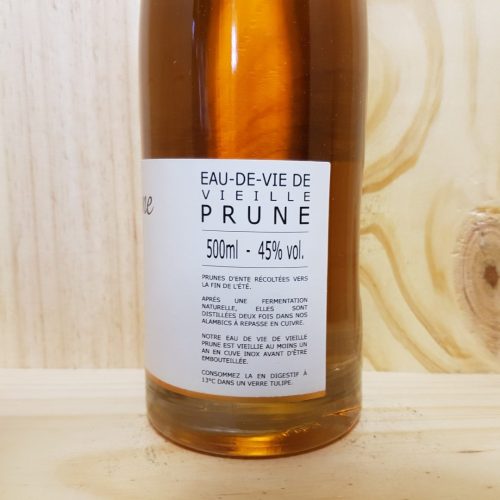 ne
EAU-DE-VIE DE
VIEILLE
PRUNE
500ml - 45% vol.
PRUNES D'ENTE RÉCOLTÉES VERS
LA FIN DE L'ÉTÉ.
APRÉS UNE FERMENTATION
NATURELLE, ELLES SONT
DISTILLÉES DEUX FOIS DANS NOS
ALAMBICS À REPASSE EN CUIVRE.
NOTRE EAU DE VIE DE VIEILLE
PRUNE EST VIEILLIE AU MOINS UN
AN EN CUVE INOX AVANT D'ÊTRE
EMBOUTEILLÉE.
CONSOMMEZ LA EN DIGESTIF À
13°C DANS UN VERRE TULIPE.